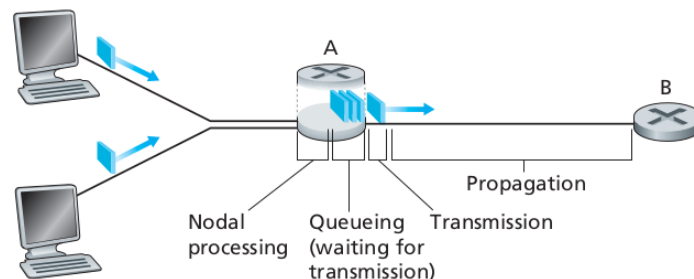 A
B
Propagation
Nodal
processing
Queueing
(waiting for
transmission)
Transmission